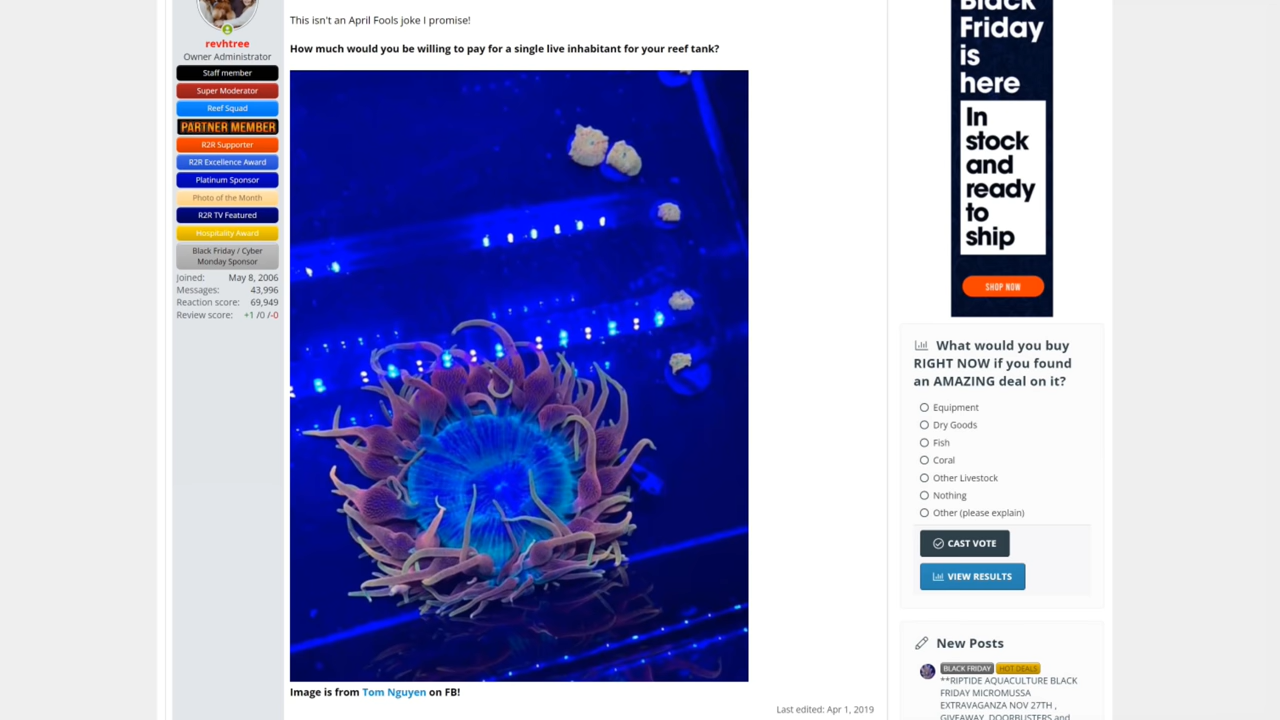 This isn't an April Fools joke I promise!
How much would you be willing to pay for a single live inhabitant for your reef tank?
revhtree
Owner Administrator
Staff member
Super Moderator
Reef Squad
PARTNER MEMBER
R2R Supporter
R2R Excellence Award
Platinum Sponsor
Photo of the Month
R2R TV Featured
Hospitality Award
Black Friday / Cyber
Monday Sponsor
Joined: May 8, 2006
Messages: 43,996
Reaction score: 69,949
Review score: +1 /0 /-0
Image is from Tom Nguyen on FB!
Last edited: Apr 1, 2019
Black
Friday
is
here
In
stock
and
ready
to
ship
SHOP NOW
What would you buy
RIGHT NOW if you found
an AMAZING deal on it?
Equipment
Dry Goods
Fish
Coral
Other Livestock
Nothing
Other (please explain)
CAST VOTE
VIEW RESULTS
New Posts
BLACK FRIDAY HOT DEALS
**RIPTIDE AQUACULTURE BLACK
FRIDAY MICROMUSSA
EXTRAVAGANZA NOV 27TH ,
GIVEAWAY, DOORBUSTERS and